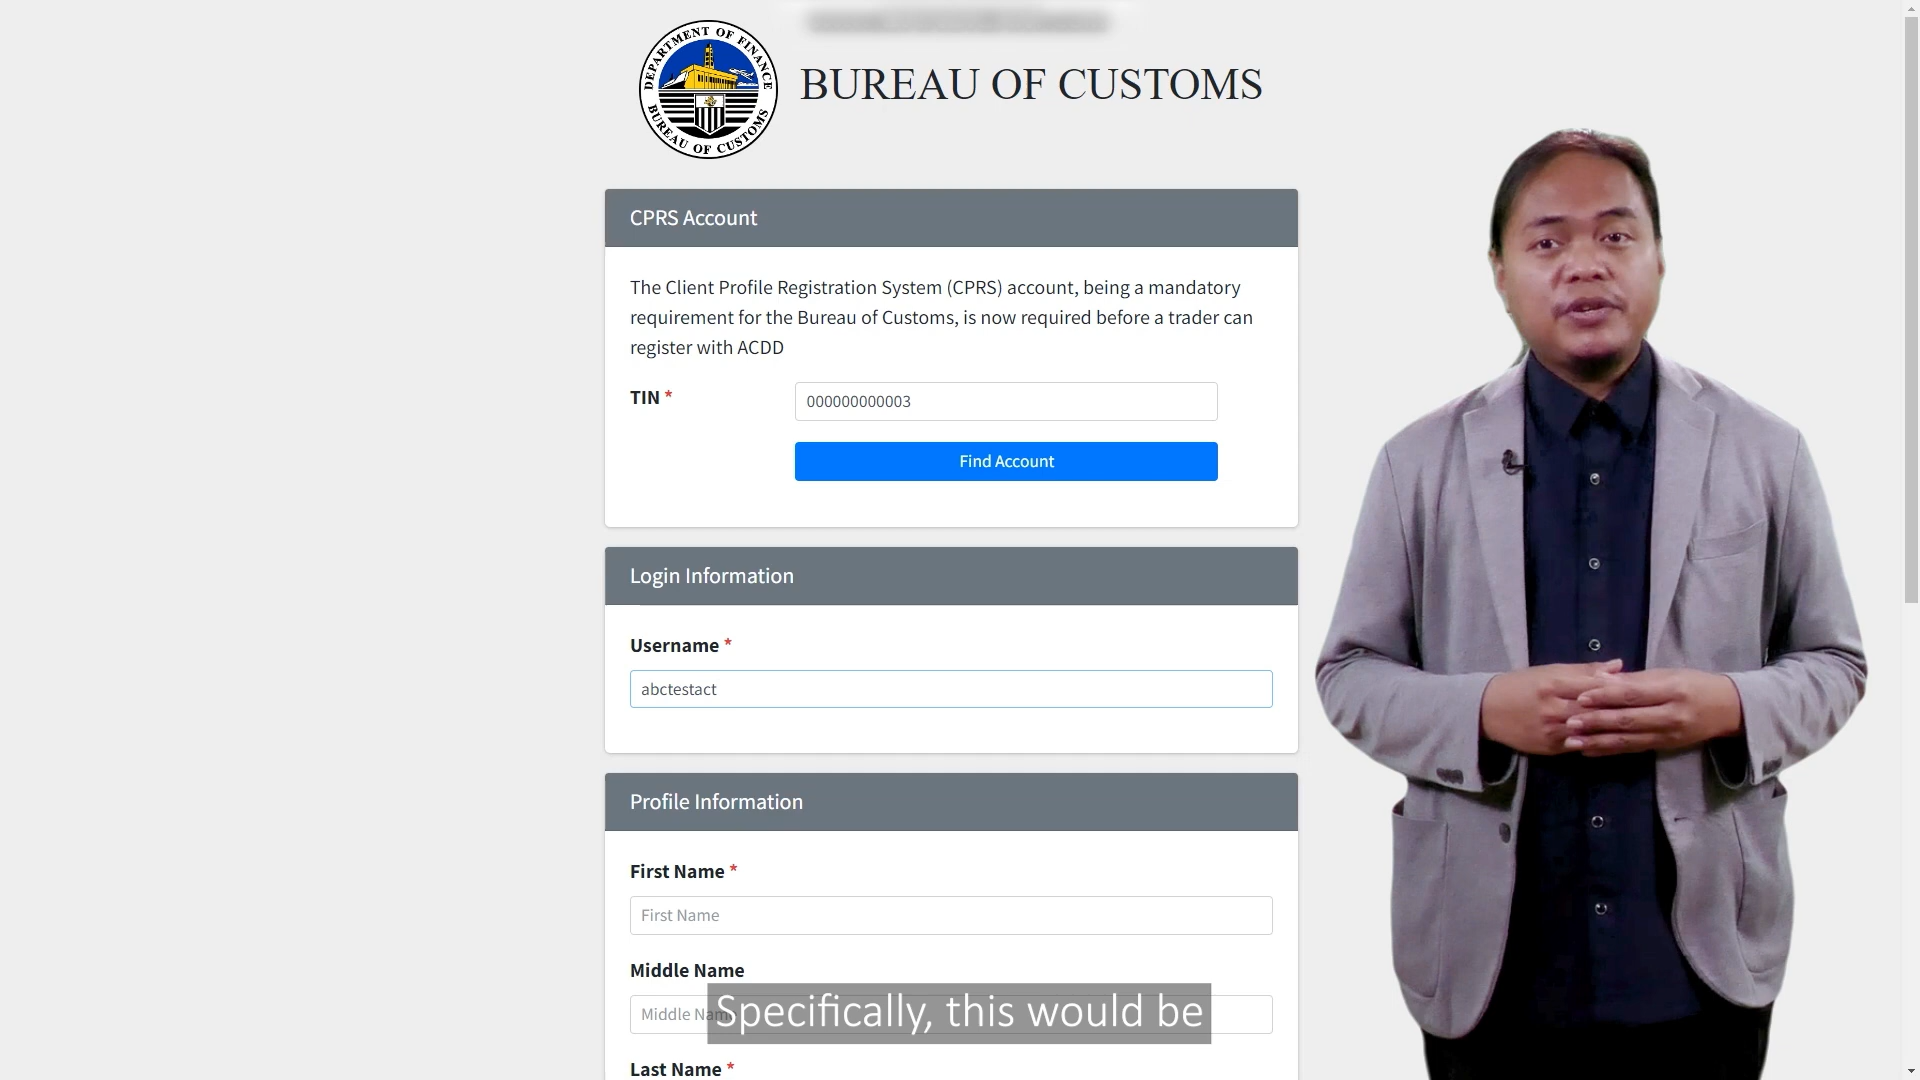 DEPARTMENT OF FINANCE
BUREAU OF CUSTOMS
BUREAU OF CUSTOMS
CPRS Account
The Client Profile Registration System (CPRS) account, being a mandatory
requirement for the Bureau of Customs, is now required before a trader can
register with ACDD
TIN *
000000000003
Find Account
Login Information
Username *
abctestact
Profile Information
First Name *
First Name
Middle Name
Middle Name
Specifically, this would be
Last Name *